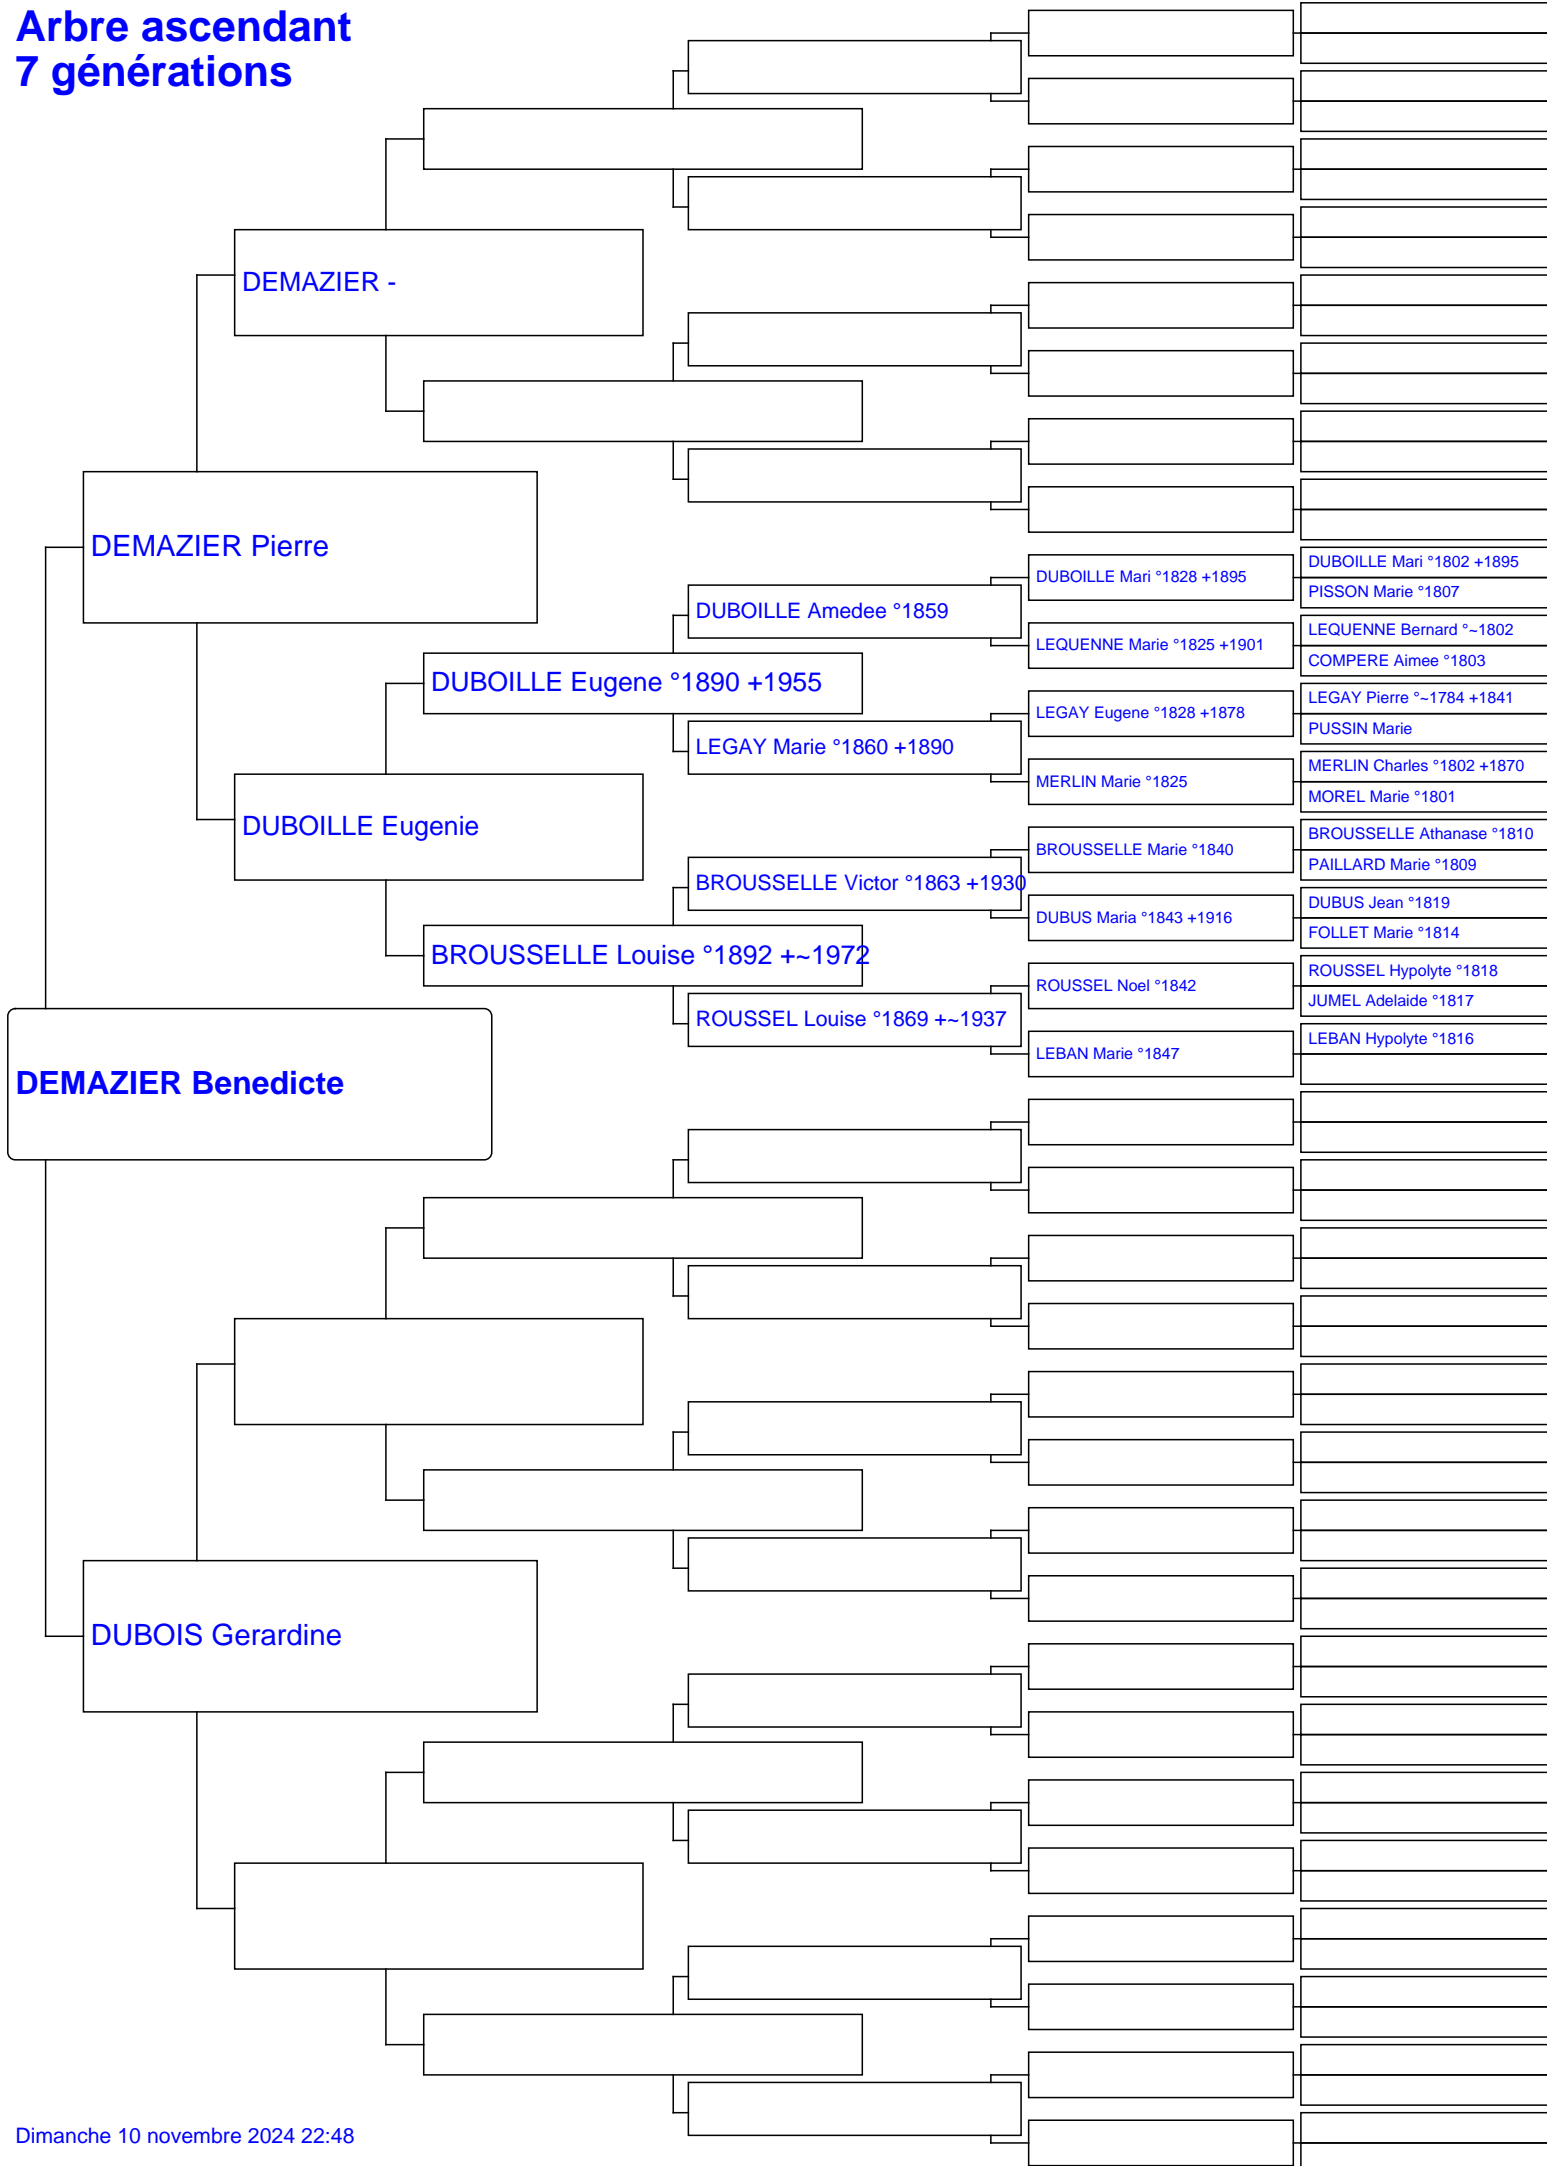 Arbre ascendant
7 générations
DEMAZIER -
DEMAZIER Pierre
DUBOILLE Mari °1802 +1895
DUBOILLE Mari °1828 +1895
PISSON Marie °1807
DUBOILLE Amedee °1859
LEQUENNE Bernard °~1802
LEQUENNE Marie °1825 +1901
COMPERE Aimee °1803
DUBOILLE Eugene °1890 +1955
LEGAY Pierre °~1784 +1841
LEGAY Eugene °1828 +1878
PUSSIN Marie
LEGAY Marie °1860 +1890
MERLIN Charles °1802 +1870
MERLIN Marie °1825
MOREL Marie °1801
DUBOILLE Eugenie
BROUSSELLE Athanase °1810
BROUSSELLE Marie °1840
PAILLARD Marie °1809
BROUSSELLE Victor °1863 +1930
DUBUS Jean °1819
DUBUS Maria °1843 +1916
FOLLET Marie °1814
BROUSSELLE Louise °1892 +~1972
ROUSSEL Hypolyte °1818
ROUSSEL Noel °1842
JUMEL Adelaide °1817
ROUSSEL Louise °1869 +~1937
LEBAN Hypolyte °1816
LEBAN Marie °1847
DEMAZIER Benedicte
DUBOIS Gerardine
Dimanche 10 novembre 2024 22:48